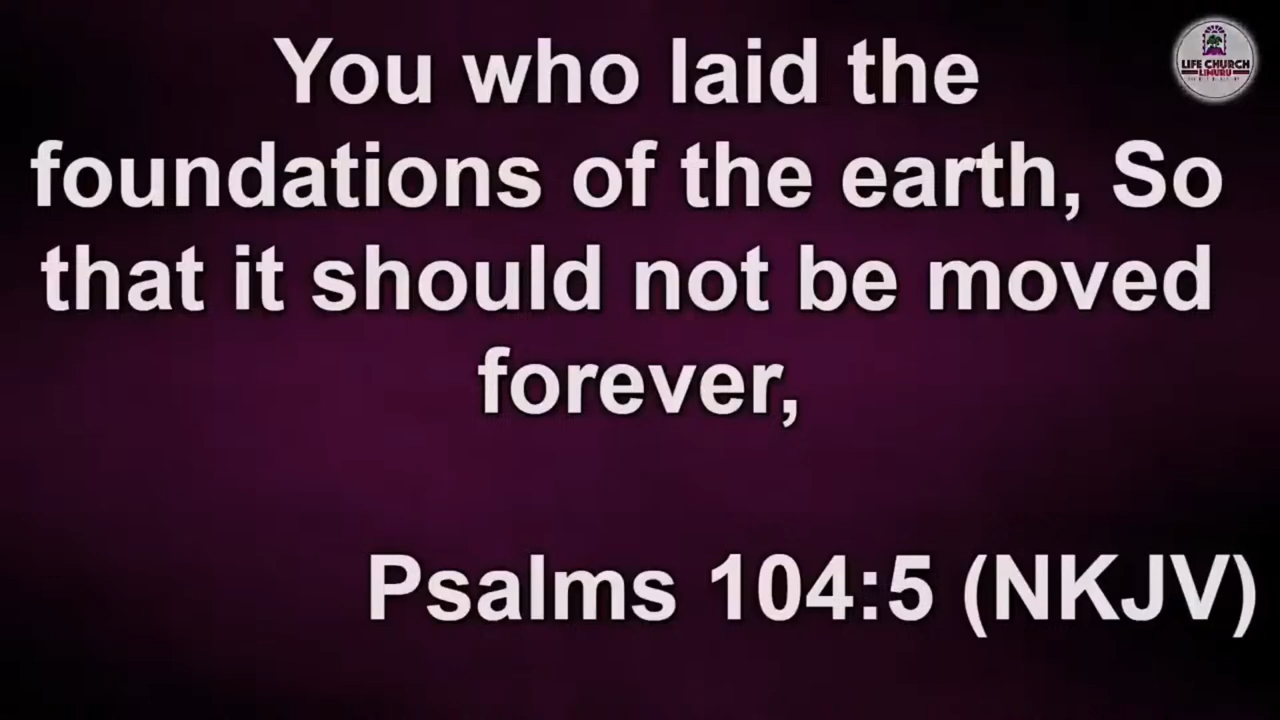 You who laid the
foundations of the earth, So
that it should not be moved
forever,
Psalms 104:5 (NKJV)
LIFE CHURCH
LIMURU